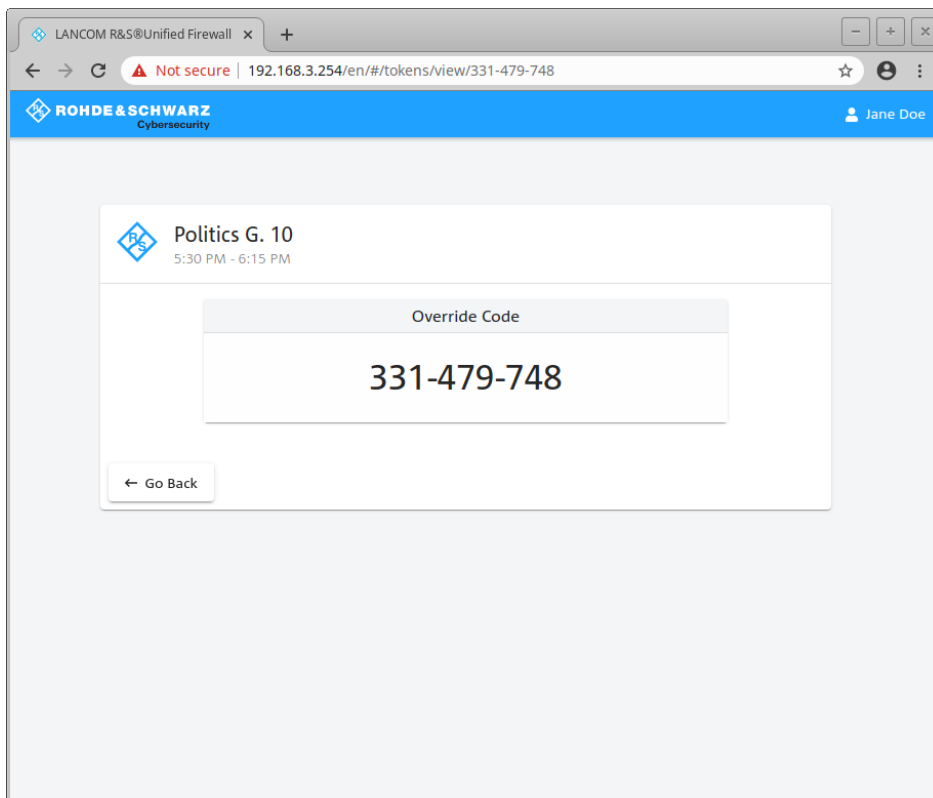 LANCOM R&S®Unified Firewall
Not secure | 192.168.3.254/en/#/tokens/view/331-479-748
ROHDE&SCHWARZ
Cybersecurity
Jane Doe
R S
Politics G. 10
5:30 PM - 6:15 PM
Override Code
331-479-748
← Go Back